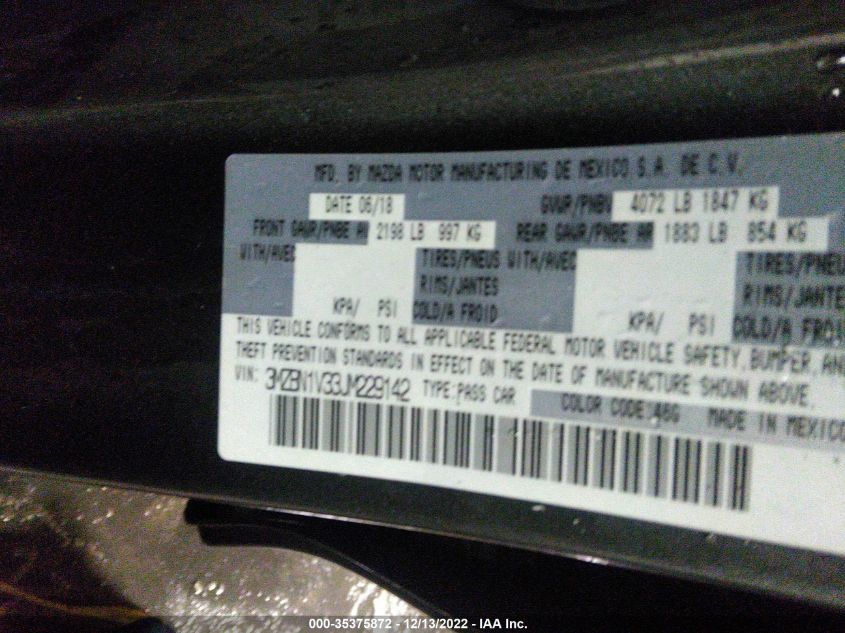 MFD. BY MAZDA MOTOR MANUFACTURING DE MEXICO S.A. DE C.V.
DATE 06/18 GVWR/PNBV 4072 LB 1847 KG
FRONT GAWR/PNBE AV 2198 LB 997 KG REAR GAWR/PNBE AR 1883 LB 854 KG
WITH/AVEC TIRES/PNEUS WITH/AVEC TIRES/PNEU
RIMS/JANTES RIMS/JANTE
KPA/ PSI COLD/A FROID KPA/ PSI COLD/A FROI
THIS VEHICLE CONFORMS TO ALL APPLICABLE FEDERAL MOTOR VEHICLE SAFETY, BUMPER, AN
THEFT PREVENTION STANDARDS IN EFFECT ON THE DATE OF MANUFACTURE SHOWN ABOVE.
VIN: 3MZBN1V33JM229142 TYPE:PASS CAR COLOR CODE:46G MADE IN MEXICO
000-35375872 - 12/13/2022 - IAA Inc.